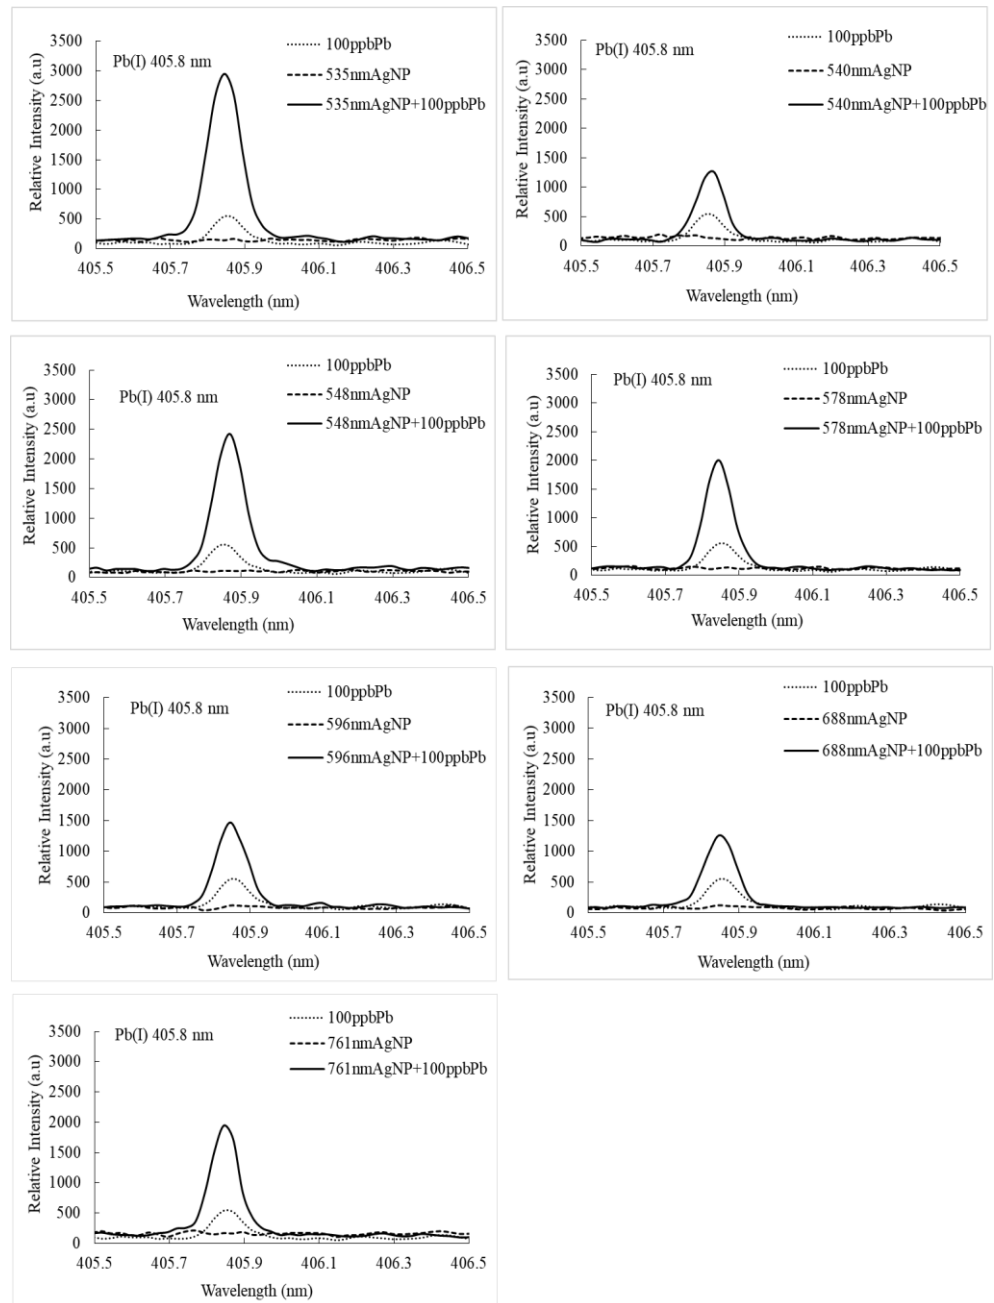 Pb(I) 405.8 nm
100ppbPb
535nmAgNP
535nmAgNP+100ppbPb
Relative Intensity (a.u)
3500
3000
2500
2000
1500
1000
500
0
405.5 405.7 405.9 406.1 406.3 406.5
Wavelength (nm)
Pb(I) 405.8 nm
100ppbPb
540nmAgNP
540nmAgNP+100ppbPb
Relative Intensity (a.u)
3500
3000
2500
2000
1500
1000
500
0
405.5 405.7 405.9 406.1 406.3 406.5
Wavelength (nm)
Pb(I) 405.8 nm
100ppbPb
548nmAgNP
548nmAgNP+100ppbPb
Relative Intensity (a.u)
3500
3000
2500
2000
1500
1000
500
0
405.5 405.7 405.9 406.1 406.3 406.5
Wavelength (nm)
Pb(I) 405.8 nm
100ppbPb
578nmAgNP
578nmAgNP+100ppbPb
Relative Intensity (a.u)
3500
3000
2500
2000
1500
1000
500
0
405.5 405.7 405.9 406.1 406.3 406.5
Wavelength (nm)
Pb(I) 405.8 nm
100ppbPb
596nmAgNP
596nmAgNP+100ppbPb
Relative Intensity (a.u)
3500
3000
2500
2000
1500
1000
500
0
405.5 405.7 405.9 406.1 406.3 406.5
Wavelength (nm)
Pb(I) 405.8 nm
100ppbPb
688nmAgNP
688nmAgNP+100ppbPb
Relative Intensity (a.u)
3500
3000
2500
2000
1500
1000
500
0
405.5 405.7 405.9 406.1 406.3 406.5
Wavelength (nm)
Pb(I) 405.8 nm
100ppbPb
761nmAgNP
761nmAgNP+100ppbPb
Relative Intensity (a.u)
3500
3000
2500
2000
1500
1000
500
0
405.5 405.7 405.9 406.1 406.3 406.5
Wavelength (nm)